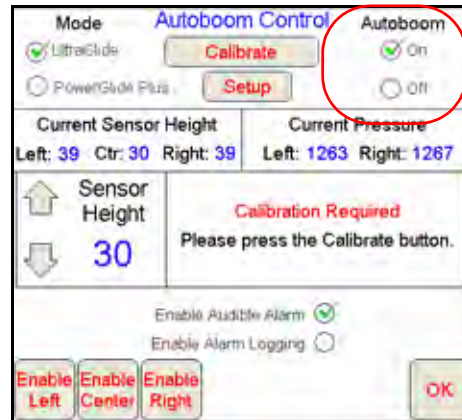 Mode
Autoboom Control
Autoboom
UltraGlide
Calibrate
On
PowerGlide Plus
Setup
Off
Current Sensor Height
Current Pressure
Left: 39 Ctr: 30 Right: 39
Left: 1263 Right: 1267
Sensor
Height
30
Calibration Required
Please press the Calibrate button.
Enable Audible Alarm
Enable Alarm Logging
Enable
Left
Enable
Center
Enable
Right
OK